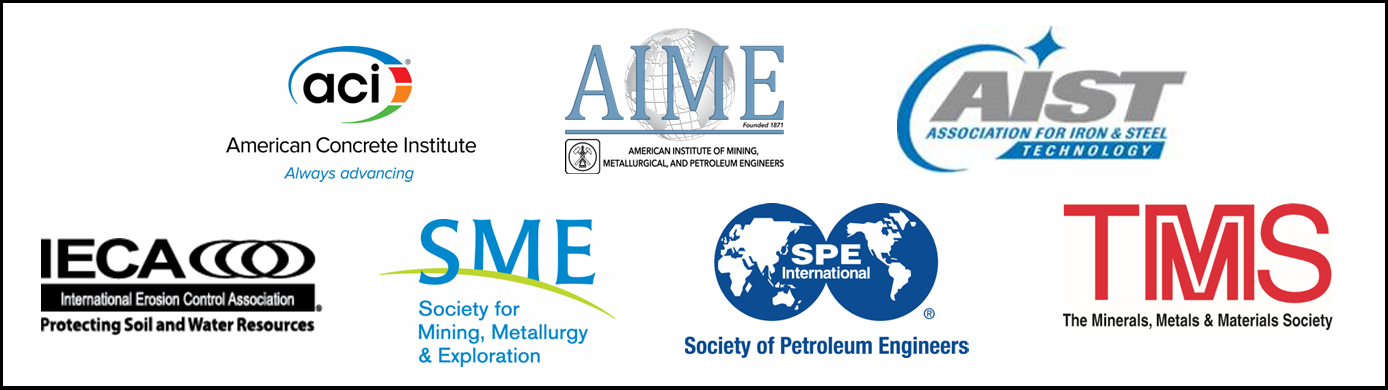 aci®
American Concrete Institute
Always advancing
AIME
Founded 1871
AMERICAN INSTITUTE OF MINING,
METALLURGICAL, AND PETROLEUM ENGINEERS
AIST
ASSOCIATION FOR IRON & STEEL
TECHNOLOGY
IECA
International Erosion Control Association®
Protecting Soil and Water Resources
SME
Society for
Mining, Metallurgy
& Exploration
SPE
International
®
Society of Petroleum Engineers
TMS
The Minerals, Metals & Materials Society